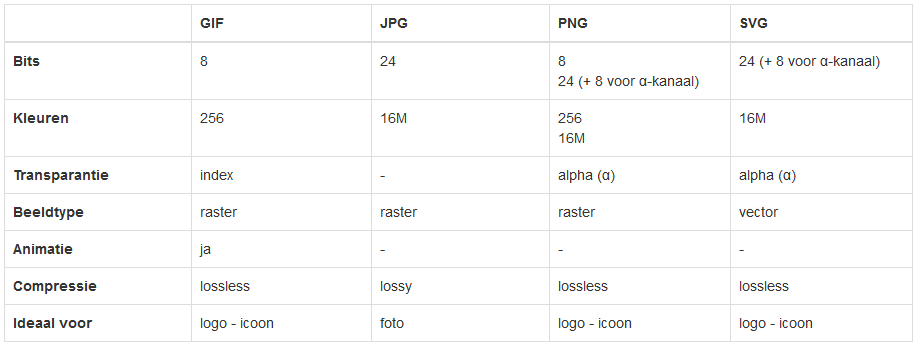 GIF JPG PNG SVG
Bits 8 24 8 24 (+ 8 voor α-kanaal)
24 (+ 8 voor α-kanaal)
Kleuren 256 16M 256 16M
16M
Transparantie index - alpha (α) alpha (α)
Beeldtype raster raster raster vector
Animatie ja - - -
Compressie lossless lossy lossless lossless
Ideaal voor logo - icoon foto logo - icoon logo - icoon